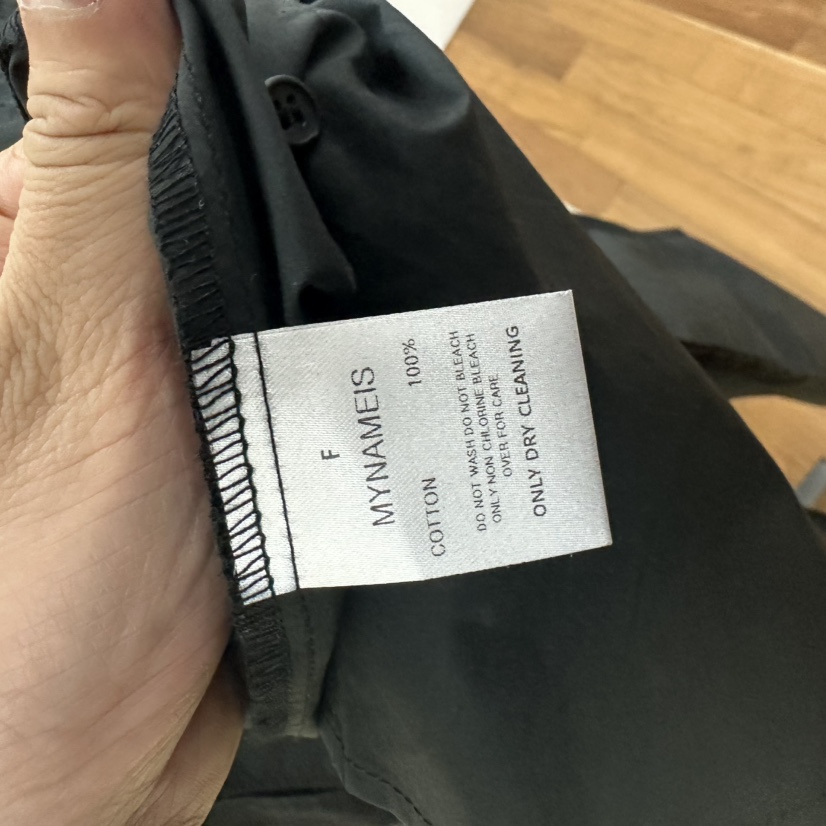 F
MYNAMEIS
COTTON 100%
DO NOT WASH DO NOT BLEACH
ONLY NON CHLORINE BLEACH
OVER FOR CARE
ONLY DRY CLEANING